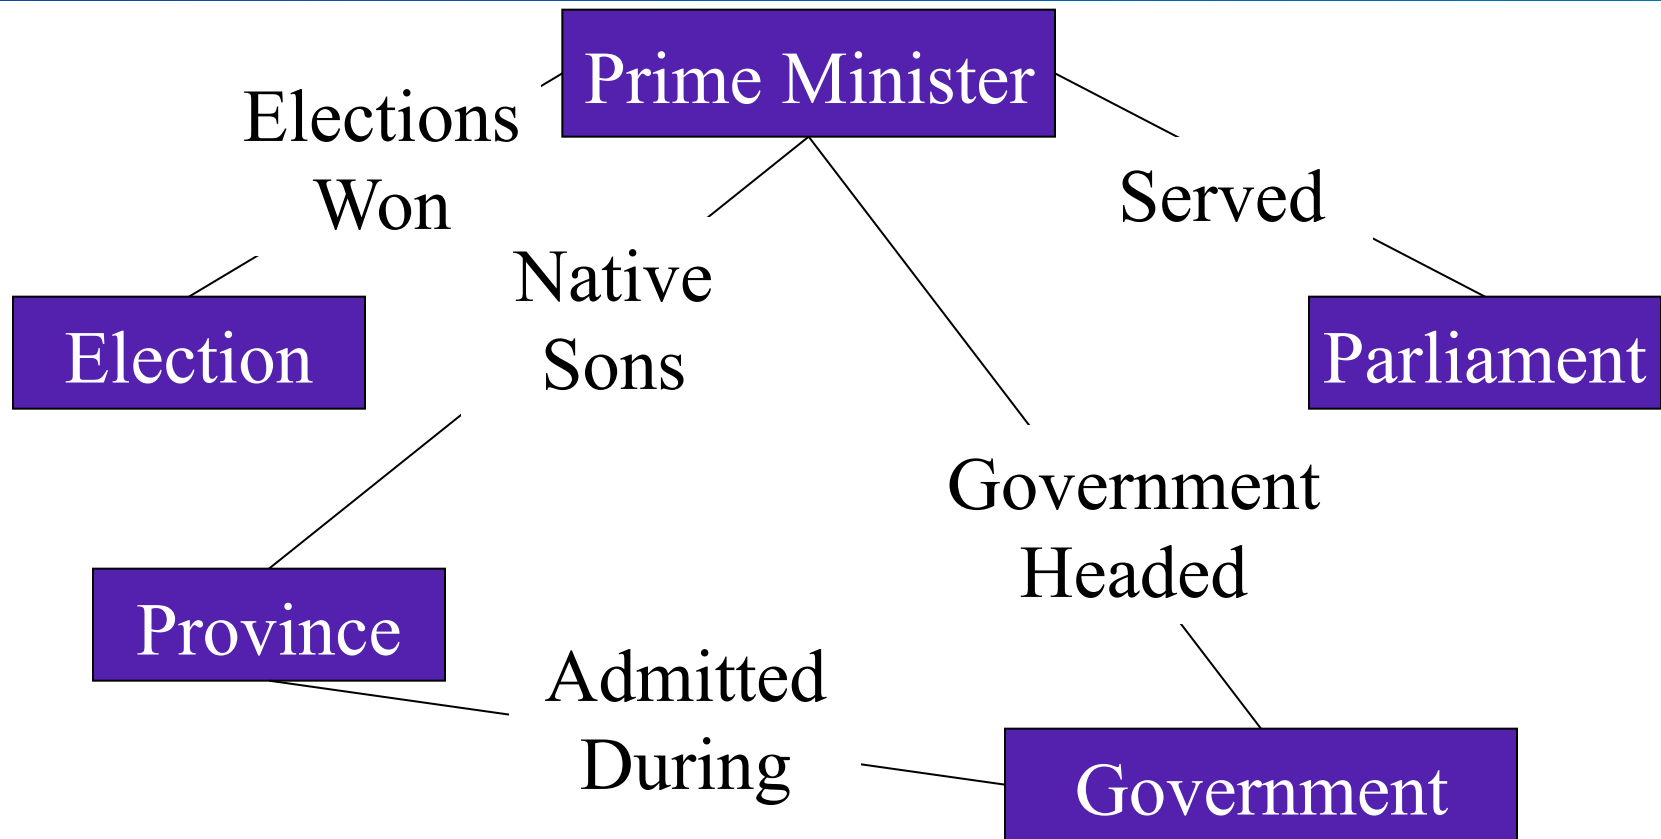 Prime Minister
Elections
Won
Served
Native
Sons
Election
Parliament
Government
Headed
Province
Admitted
During
Government